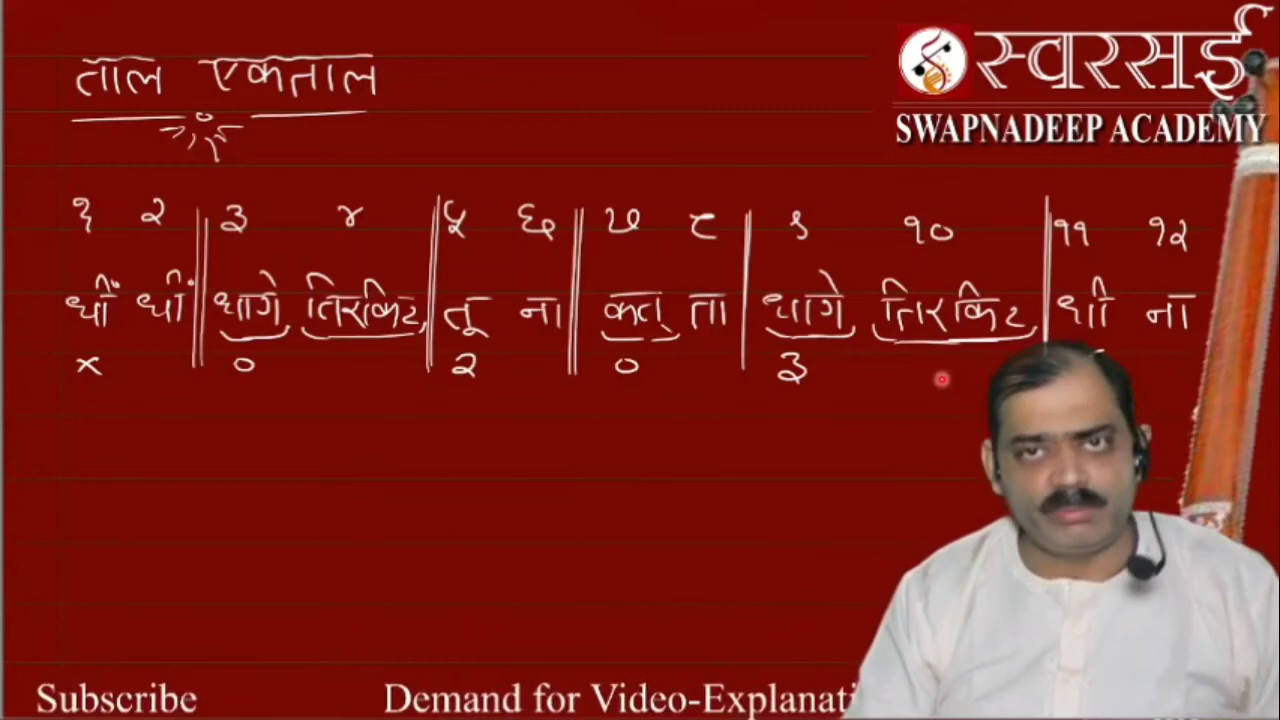 ताल एकताल
स्वरसई
SWAPNADEEP ACADEMY
१ २ || ३ ४ || ५ ६ || ७ ८ | ९ १० || ११ १२
धीं धीं || धागे तिरकिट || तू ना || कत् ता | धागे तिरकिट || धी ना
x || ० || २ || ० | ३
Subscribe Demand for Video-Explanati